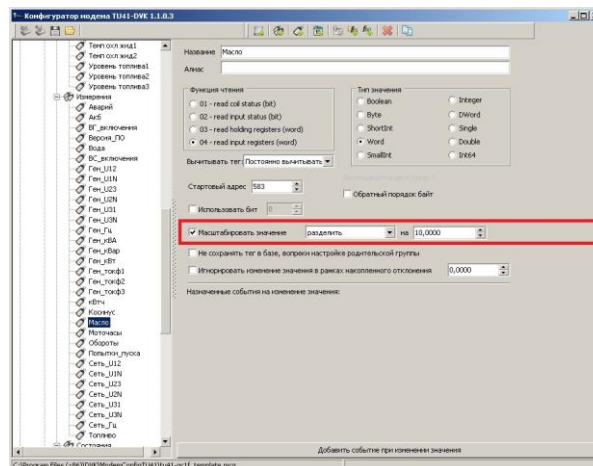 Конфигуратор модема TU41-DVK 1.1.0.3
Темп охл жид1
Темп охл жид2
Уровень топлива1
Уровень топлива2
Уровень топлива3
Измерения
Аварий
Акб
ВГ_включения
Версия_ПО
Вода
ВС_включения
Ген_U12
Ген_U1N
Ген_U23
Ген_U2N
Ген_U31
Ген_U3N
Ген_Гц
Ген_кВА
Ген_кВар
Ген_кВт
Ген_токф1
Ген_токф2
Ген_токф3
кВтч
Косинус
Масло
Моточасы
Обороты
Попытки_пуска
Сеть_U12
Сеть_U1N
Сеть_U23
Сеть_U2N
Сеть_U31
Сеть_U3N
Сеть_Гц
Топливо
Состояния
Название Масло
Алиас
Функция чтения
01 - read coil status (bit)
02 - read input status (bit)
03 - read holding registers (word)
04 - read input registers (word)
Тип значения
Boolean
Byte
ShortInt
Word
SmallInt
Integer
DWord
Single
Double
Int64
Вычитывать тег: Постоянно вычитывать
Стартовый адрес 583
Обратный порядок байт
Использовать бит 0
Масштабировать значение разделить на 10,0000
Не сохранять тег в базе, вопреки настройке родительской группы
Игнорировать изменение значения в рамках накопленного отклонения 0,0000
Назначенные события на изменение значения:
Добавить событие при изменении значения